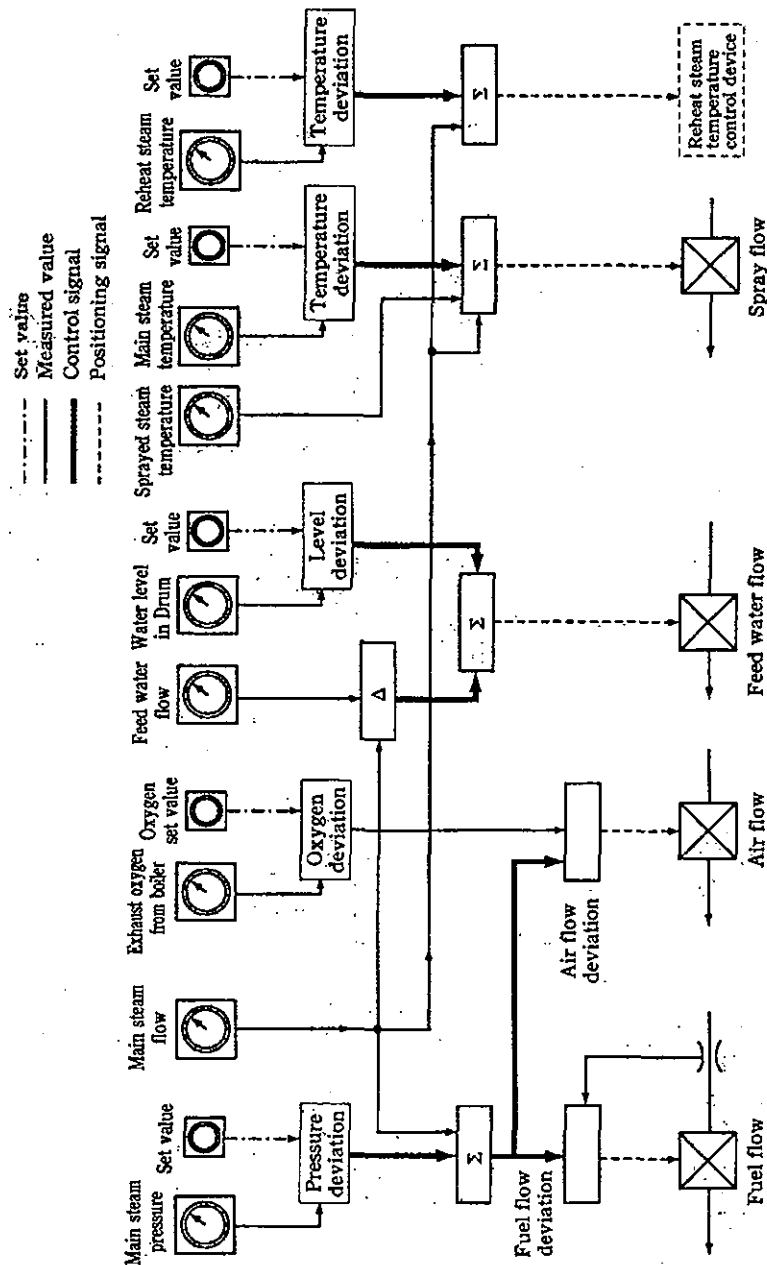 Set value
Measured value
Control signal
Positioning signal
Main steam
pressure
Set value
Main steam
flow
Exhaust oxygen
from boiler
Oxygen
set value
Feed water
flow
Water level
in Drum
Set
value
Sprayed steam
temperature
Main steam
temperature
Set
value
Reheat steam
temperature
Set
value
Pressure
deviation
Oxygen
deviation
Level
deviation
Temperature
deviation
Temperature
deviation
Δ
Σ
Σ
Σ
Σ
Fuel flow
deviation
Air flow
deviation
Reheat steam
temperature
control device
Fuel flow
Air flow
Feed water flow
Spray flow